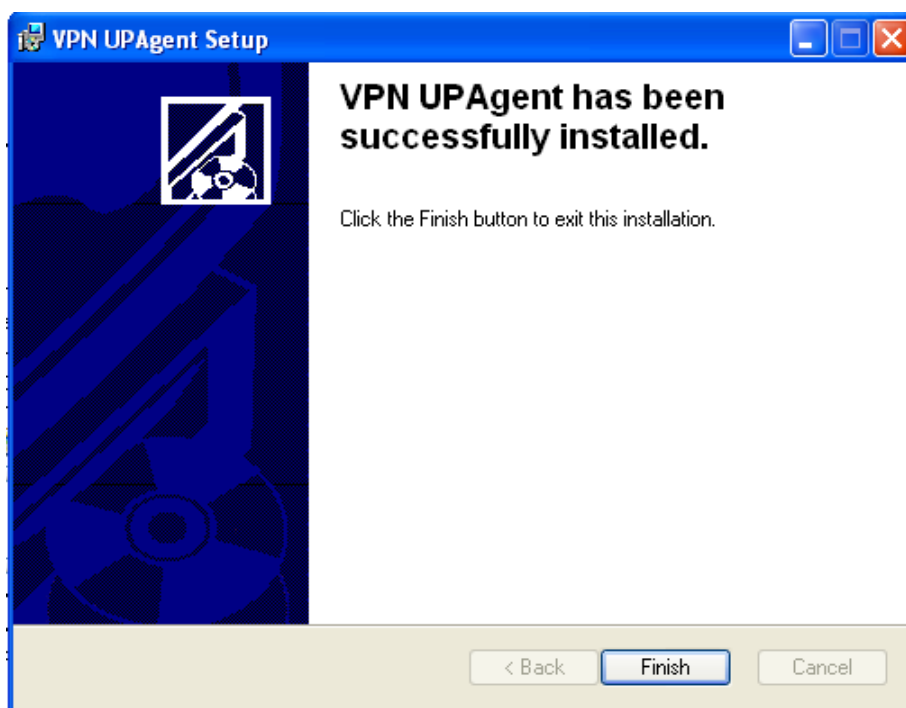 VPN UPAgent Setup
VPN UPAgent has been
successfully installed.
Click the Finish button to exit this installation.
< Back
Finish
Cancel